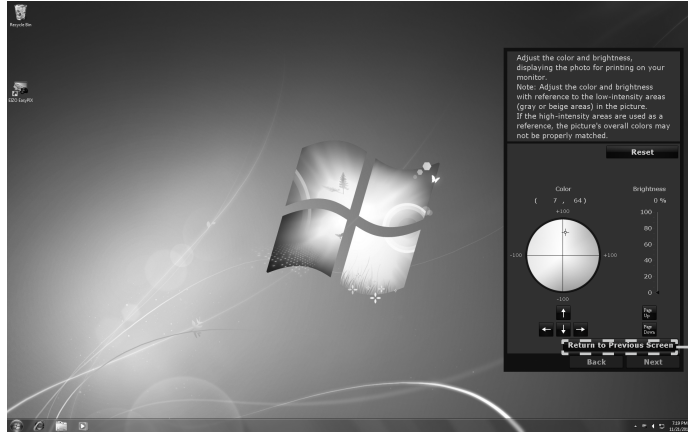 Recycle Bin
EIZO EasyPIX
Adjust the color and brightness,
displaying the photo for printing on your
monitor.
Note: Adjust the color and brightness
with reference to the low-intensity areas
(gray or beige areas) in the picture.
If the high-intensity areas are used as a
reference, the picture's overall colors may
not be properly matched.
Reset
Color Brightness
( 7 , 64 ) 0 %
+100 100
80
-100 +100 60
40
20
-100 0
Page
Up
Page
Down
Return to Previous Screen
Back Next
7:19 PM